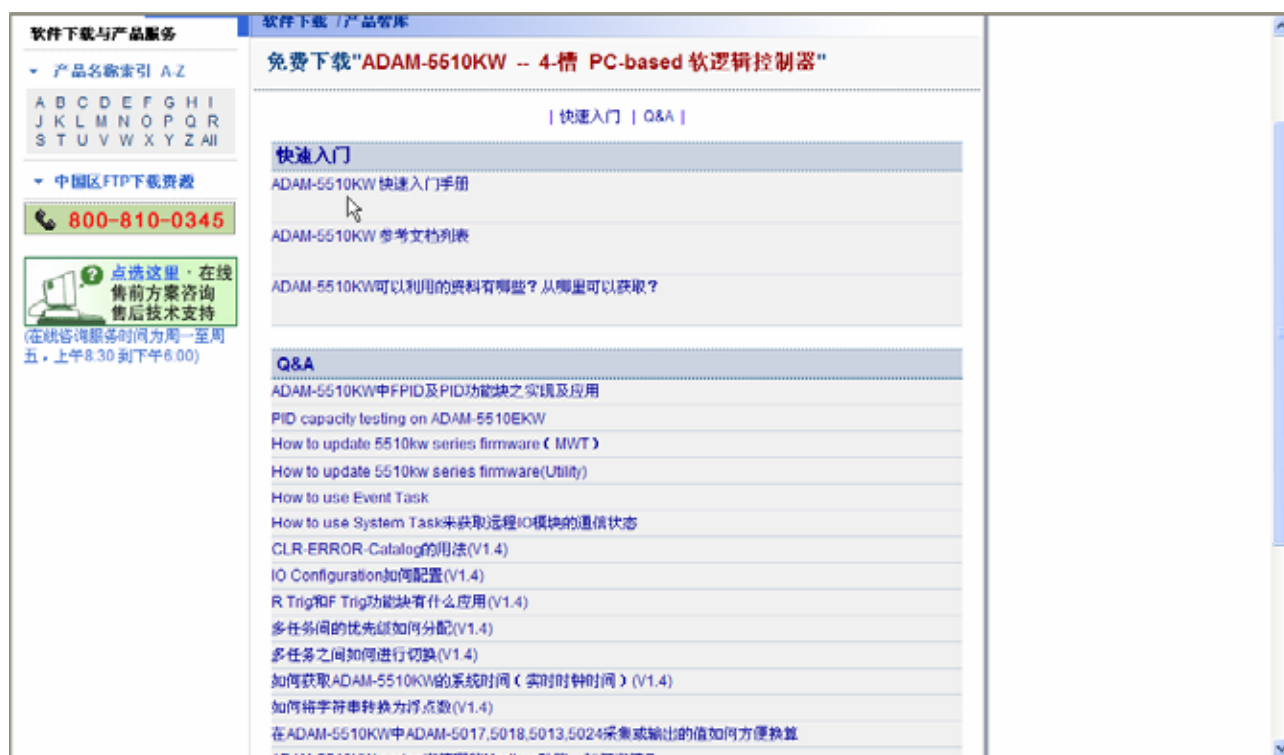 软件下载与产品服务
产品名称索引 A-Z
A B C D E F G H I
J K L M N O P Q R
S T U V W X Y Z All
中国区FTP下载资源
800-810-0345
点选这里·在线
售前方案咨询
售后技术支持
(在线咨询服务时间为周一至周
五，上午8:30 到下午6:00)
软件下载 /产品智库
免费下载"ADAM-5510KW -- 4-槽 PC-based 软逻辑控制器"
| 快速入门 | Q&A |
快速入门
ADAM-5510KW 快速入门手册
ADAM-5510KW 参考文档列表
ADAM-5510KW可以利用的资料有哪些？从哪里可以获取？
Q&A
ADAM-5510KW中FPID及PID功能块之实现及应用
PID capacity testing on ADAM-5510EKW
How to update 5510kw series firmware（MWT）
How to update 5510kw series firmware(Utility)
How to use Event Task
How to use System Task来获取远程IO模块的通信状态
CLR-ERROR-Catalog的用法(V1.4)
IO Configuration如何配置(V1.4)
R Trig和F Trig功能块有什么应用(V1.4)
多任务间的优先级如何分配(V1.4)
多任务之间如何进行切换(V1.4)
如何获取ADAM-5510KW的系统时间（实时时钟时间）(V1.4)
如何将字符串转换为浮点数(V1.4)
在ADAM-5510KW中ADAM-5017,5018,5013,5024采集或输出的值如何方便换算